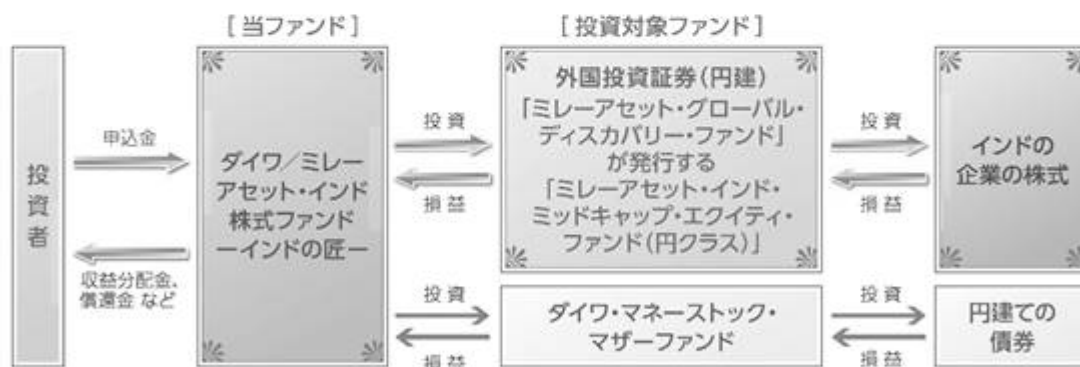 [当ファンド]
[投資対象ファンド]
投資者
申込金
収益分配金、
償還金 など
ダイワ／ミレー
アセット・インド
株式ファンド
ーインドの匠ー
投資
損益
外国投資証券(円建)
「ミレーアセット・グローバル・
ディスカバリー・ファンド」
が発行する
「ミレーアセット・インド・
ミッドキャップ・エクイティ・
ファンド(円クラス)」
投資
損益
インドの
企業の株式
投資
損益
ダイワ・マネーストック・
マザーファンド
投資
損益
円建ての
債券